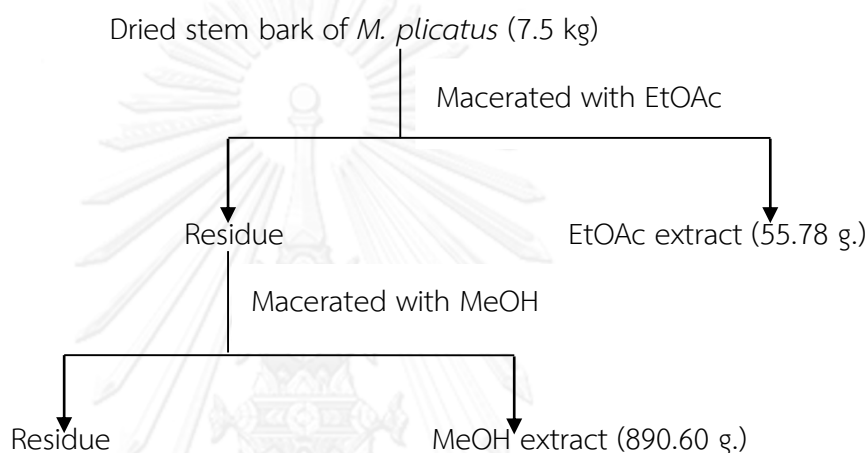 Dried stem bark of M. plicatus (7.5 kg)
Macerated with EtOAc
Residue
EtOAc extract (55.78 g.)
Macerated with MeOH
Residue
MeOH extract (890.60 g.)